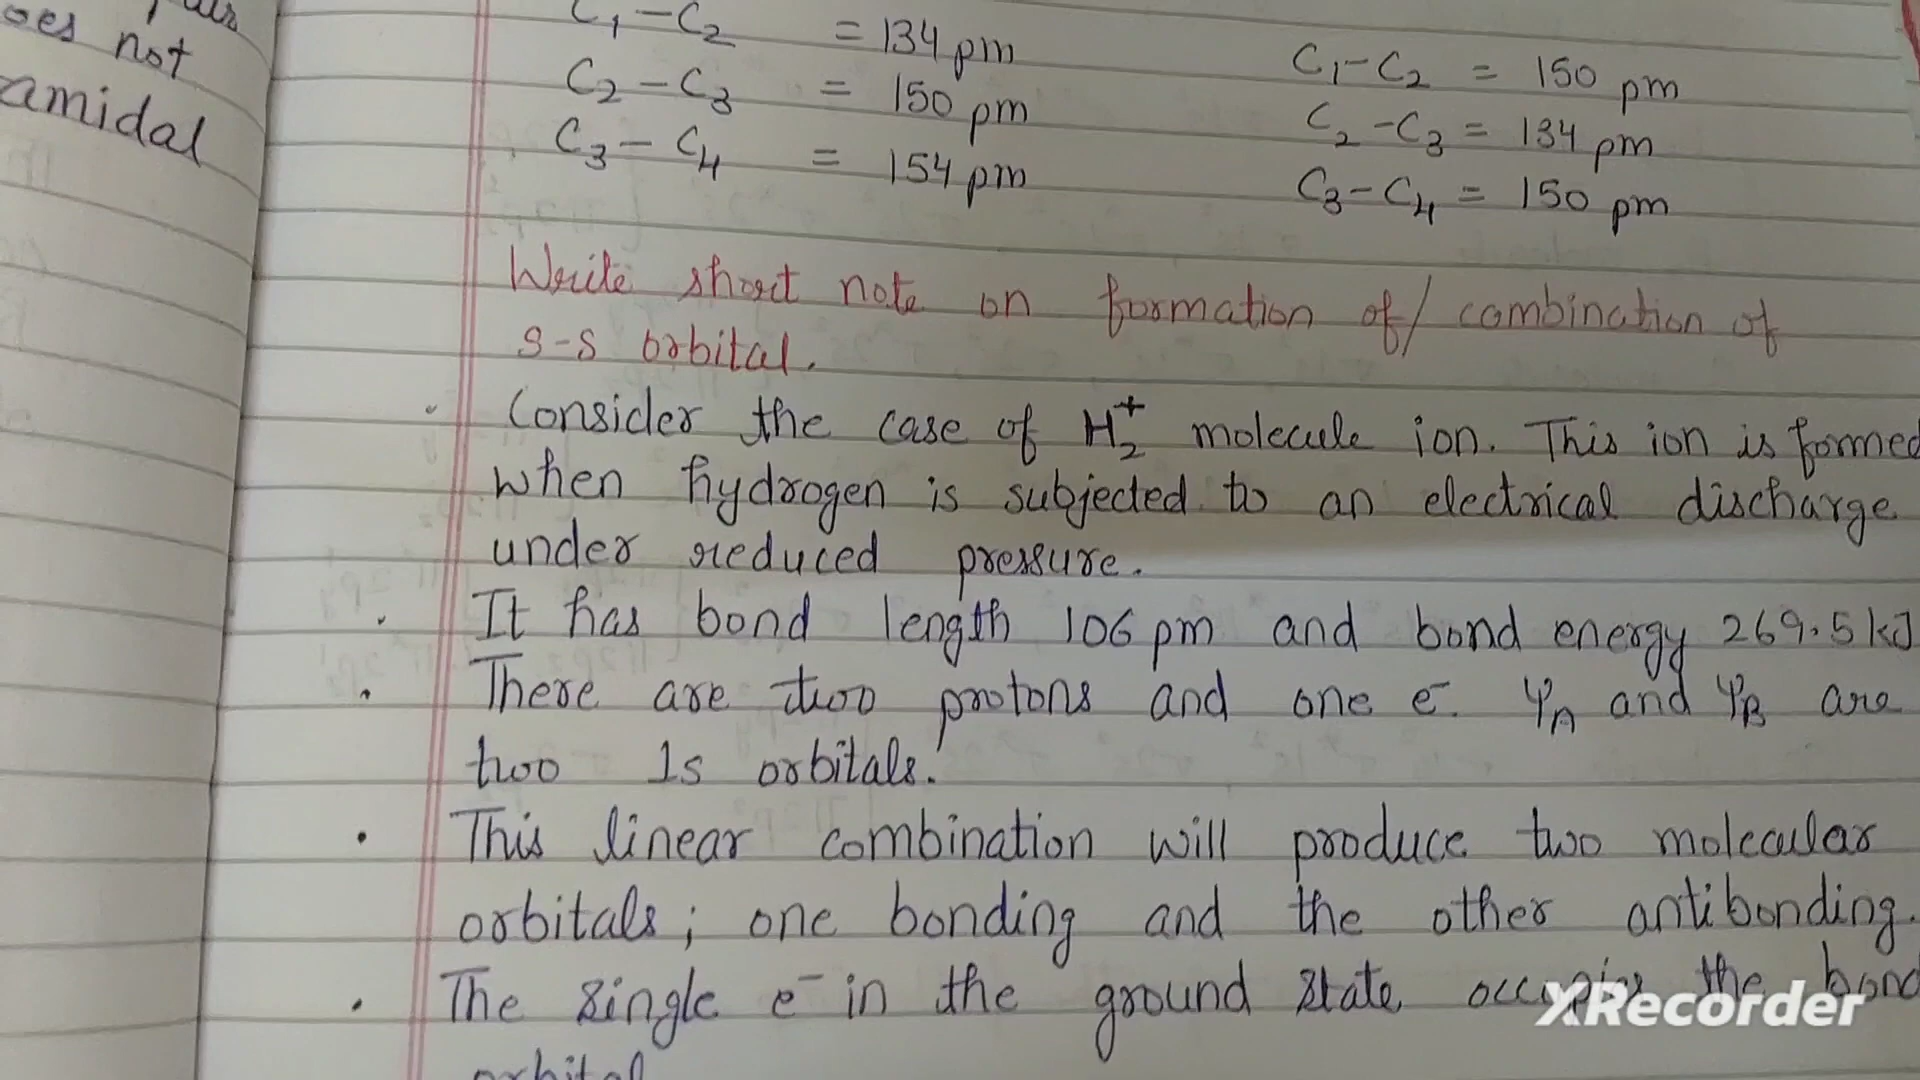 oes not
amidal
C₁-C₂ = 134 pm
C₂-C₃ = 150 pm
C₃-C₄ = 154 pm
C₁-C₂ = 150 pm
C₂-C₃ = 134 pm
C₃-C₄ = 150 pm
Write short note on formation of/ combination of
s-s orbital.
Consider the case of H₂⁺ molecule ion. This ion is formed
when hydrogen is subjected to an electrical discharge
under reduced pressure.
It has bond length 106 pm and bond energy 269.5 kJ
There are two protons and one e⁻. ΨA and ΨB are
two 1s orbitals.
This linear combination will produce two molecular
orbitals; one bonding and the other antibonding.
The single e⁻ in the ground state occupies the bond
orbital
XRecorder